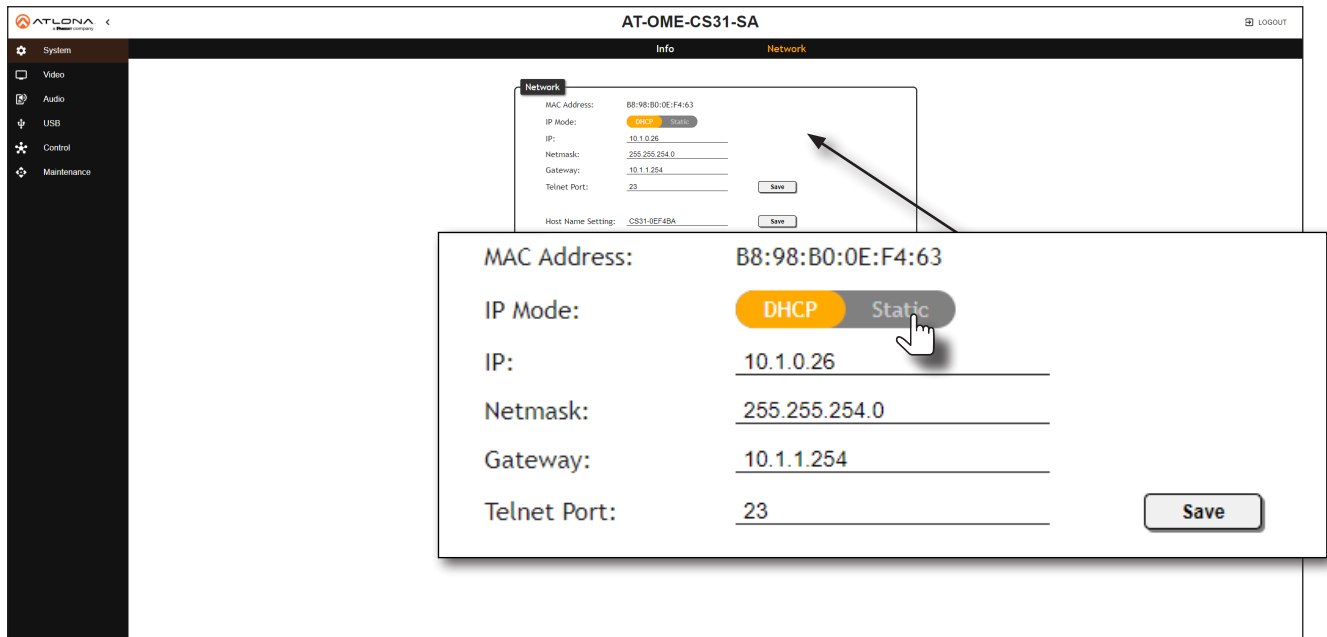 ATLONA
AT-OME-CS31-SA
LOGOUT
System
Info Network
Video
Audio
USB
Control
Maintenance
Network
MAC Address: B8:98:B0:0E:F4:63
IP Mode: DHCP Static
IP: 10.1.0.26
Netmask: 255.255.254.0
Gateway: 10.1.1.254
Telnet Port: 23 Save
Host Name Setting: CS31-0EF4BA Save
MAC Address: B8:98:B0:0E:F4:63
IP Mode: DHCP Static
IP: 10.1.0.26
Netmask: 255.255.254.0
Gateway: 10.1.1.254
Telnet Port: 23 Save